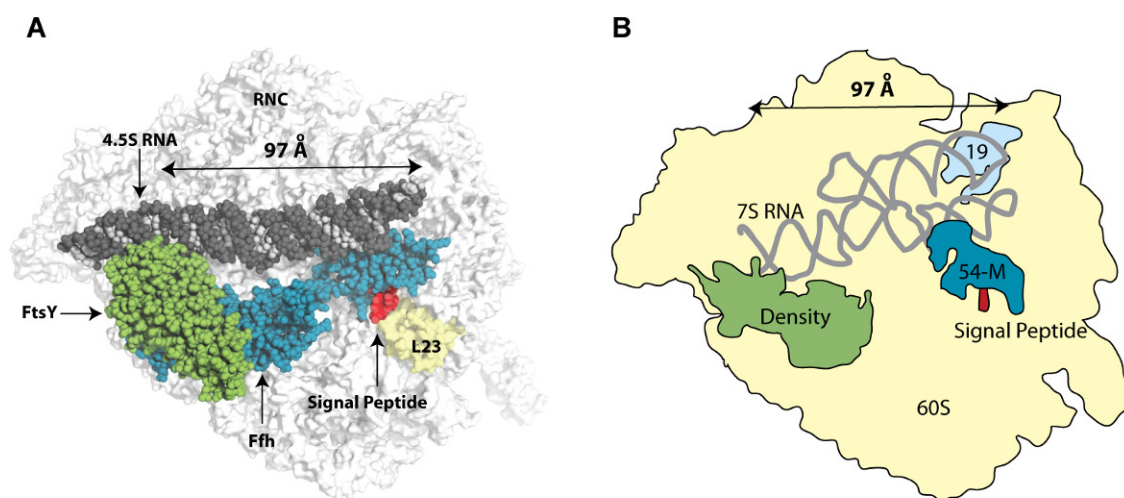 A
RNC
4.5S RNA
97 Å
FtsY
L23
Signal Peptide
Ffh
B
97 Å
19
7S RNA
54-M
Density
Signal Peptide
60S